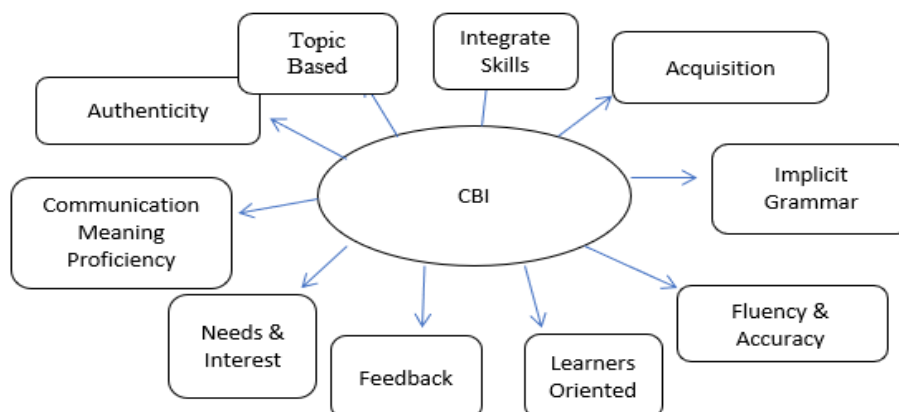 Topic
Based
Integrate
Skills
Acquisition
Authenticity
Implicit
Grammar
CBI
Communication
Meaning
Proficiency
Fluency &
Accuracy
Needs &
Interest
Feedback
Learners
Oriented